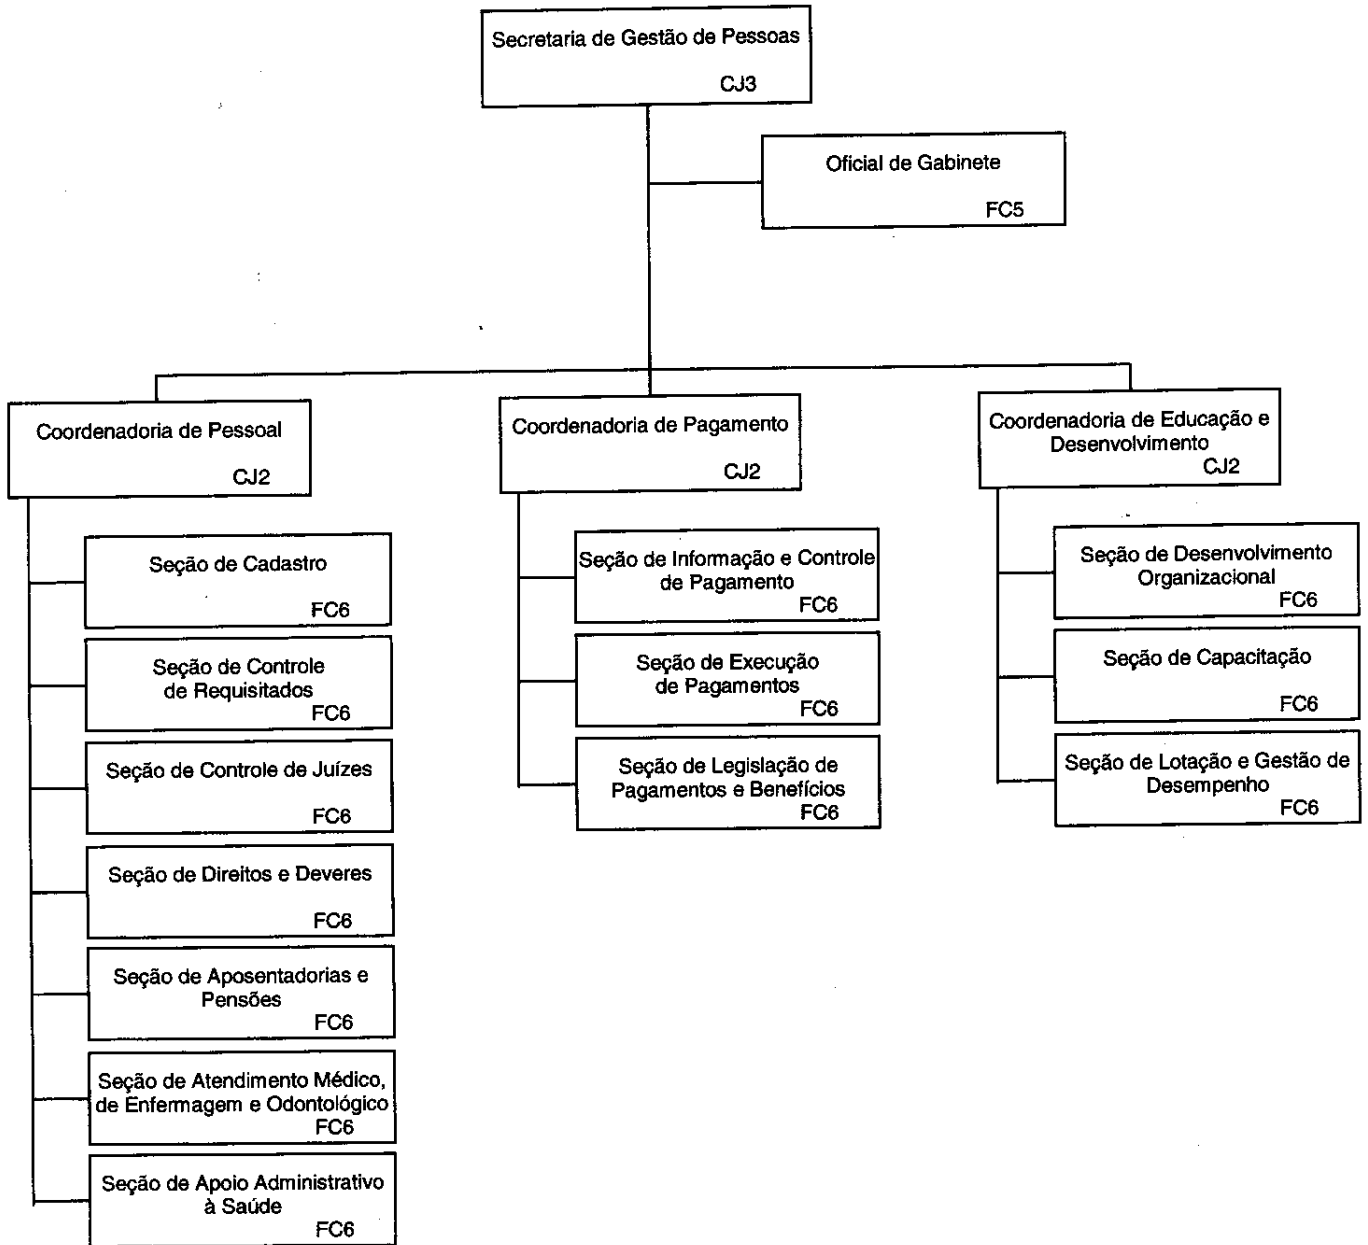 Secretaria de Gestão de Pessoas
CJ3
Oficial de Gabinete
FC5
Coordenadoria de Pessoal
CJ2
Seção de Cadastro
FC6
Seção de Controle
de Requisitados
FC6
Seção de Controle de Juízes
FC6
Seção de Direitos e Deveres
FC6
Seção de Aposentadorias e
Pensões
FC6
Seção de Atendimento Médico,
de Enfermagem e Odontológico
FC6
Seção de Apoio Administrativo
à Saúde
FC6
Coordenadoria de Pagamento
CJ2
Seção de Informação e Controle
de Pagamento
FC6
Seção de Execução
de Pagamentos
FC6
Seção de Legislação de
Pagamentos e Benefícios
FC6
Coordenadoria de Educação e
Desenvolvimento
CJ2
Seção de Desenvolvimento
Organizacional
FC6
Seção de Capacitação
FC6
Seção de Lotação e Gestão de
Desempenho
FC6